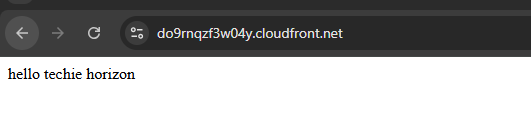 do9rnqzf3w04y.cloudfront.net
hello techie horizon